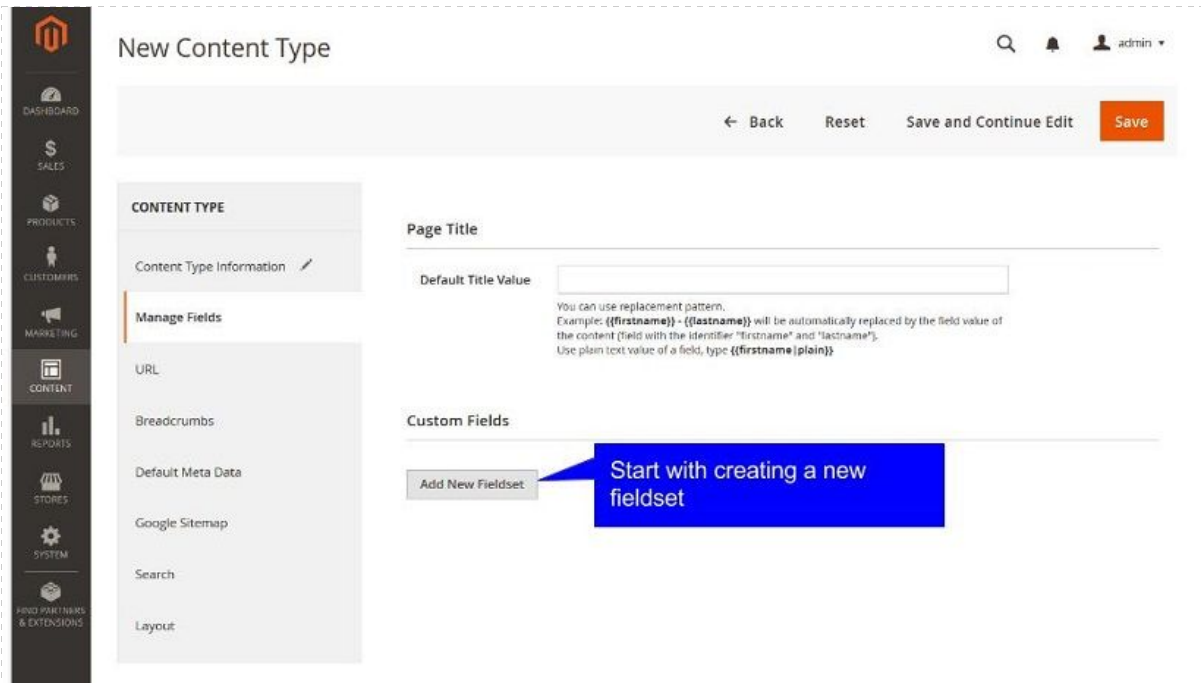 New Content Type
admin
← Back
Reset
Save and Continue Edit
Save
DASHBOARD
SALES
PRODUCTS
CUSTOMERS
MARKETING
CONTENT
REPORTS
STORES
SYSTEM
FIND PARTNERS
& EXTENSIONS
CONTENT TYPE
Content Type Information
Manage Fields
URL
Breadcrumbs
Default Meta Data
Google Sitemap
Search
Layout
Page Title
Default Title Value
You can use replacement pattern.
Example: {{firstname}} - {{lastname}} will be automatically replaced by the field value of
the content (field with the identifier "firstname" and "lastname").
Use plain text value of a field, type {{firstname|plain}}
Custom Fields
Add New Fieldset
Start with creating a new
fieldset